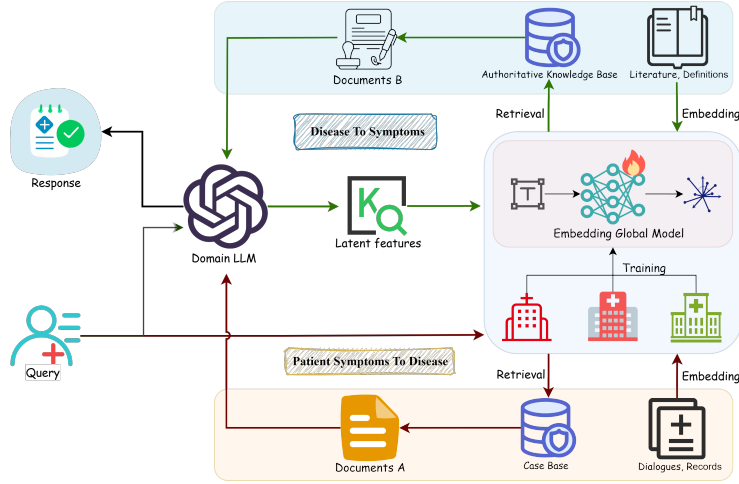 Documents B
Authoritative Knowledge Base
Literature, Definitions
Retrieval
Embedding
Disease To Symptoms
Response
T
K
Embedding Global Model
Latent features
Domain LLM
Training
Patient Symptoms To Disease
Query
Retrieval
Embedding
Documents A
Case Base
Dialogues, Records